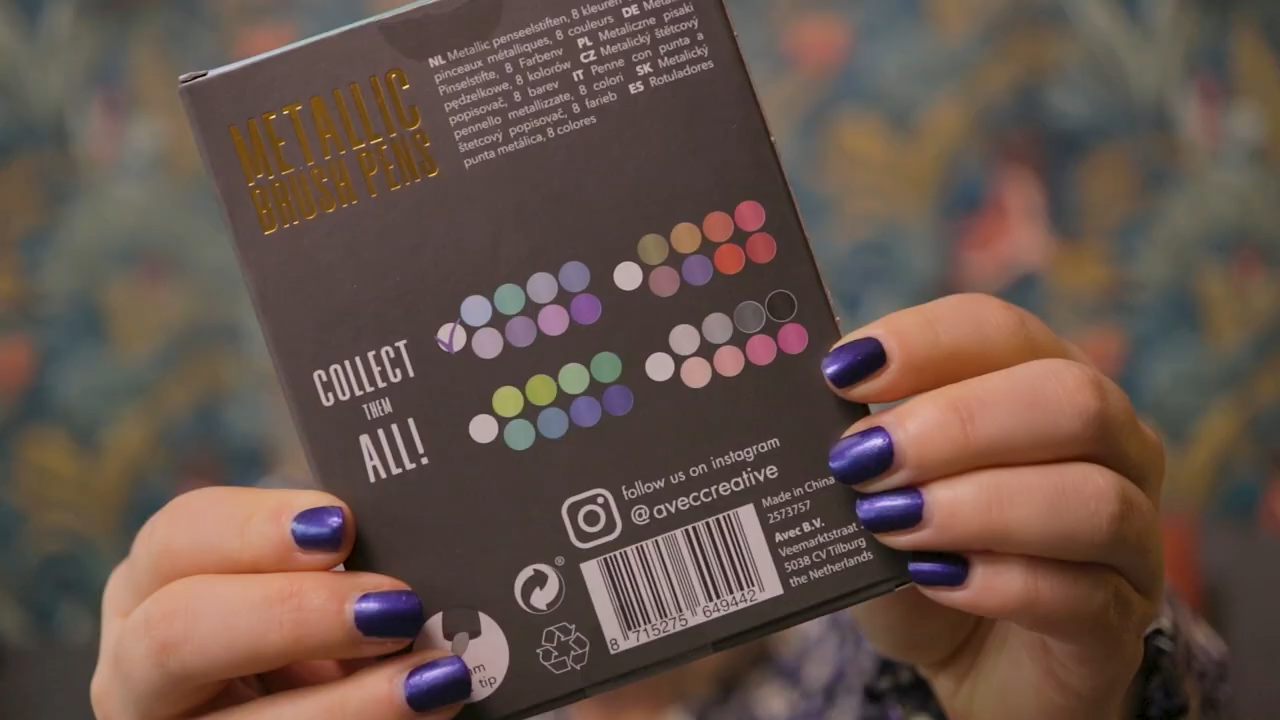 METALLIC
BRUSH PENS
NL Metallic penseelstiften, 8 kleuren
pinceaux métalliques, 8 couleurs DE
Pinselstifte, 8 Farbenv PL Metaliczne pisaki
pędzelkowe, 8 kolorów CZ Metalický štětcový
popisovač, 8 barev IT Penne con punta a
pennello metallizzate, 8 colori SK Metalický
štetcový popisovač, 8 farieb ES Rotuladores
punta metálica, 8 colores
COLLECT
THEM
ALL!
follow us on instagram
@aveccreative
Made in China
2573757
Avec B.V.
Veemarktstraat
5038 CV Tilburg
the Netherlands
8 715275 649442
®
tip